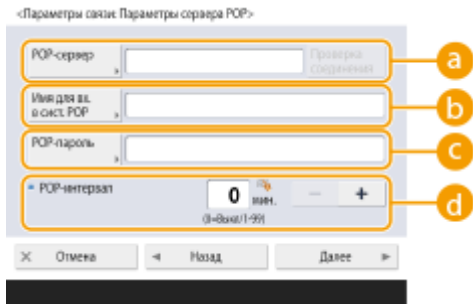 <Параметры связи: Параметры сервера POP>
POP-сервер
Проверка
соединения
a
Имя для вх.
в сист. POP
b
POP-пароль
c
POP-интервал
0
мин.
− +
(0=Выкл/1-99)
d
× Отмена ◄ Назад Далее ►